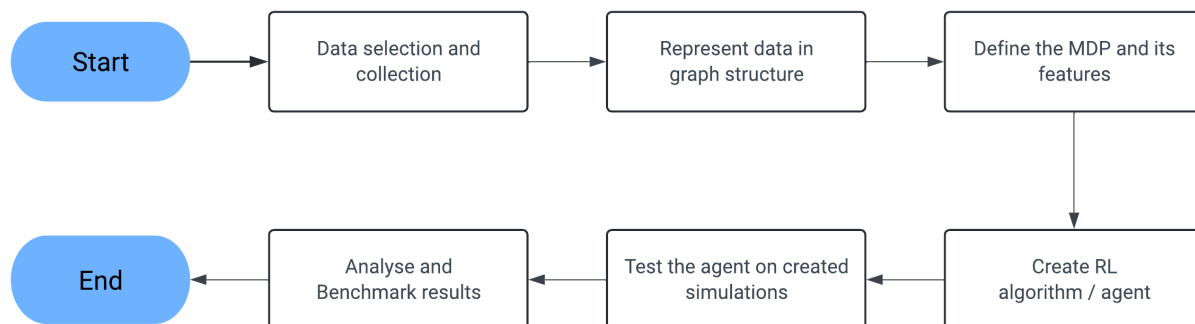 Start
Data selection and
collection
Represent data in
graph structure
Define the MDP and its
features
End
Analyse and
Benchmark results
Test the agent on created
simulations
Create RL
algorithm / agent